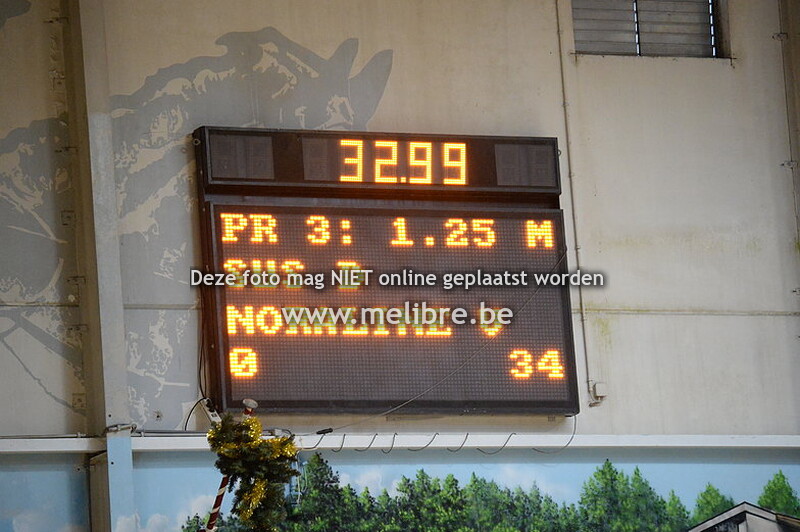 32.99
PR 3: 1.25 M
Deze foto mag NIET online geplaatst worden
www.melibre.be
0 34